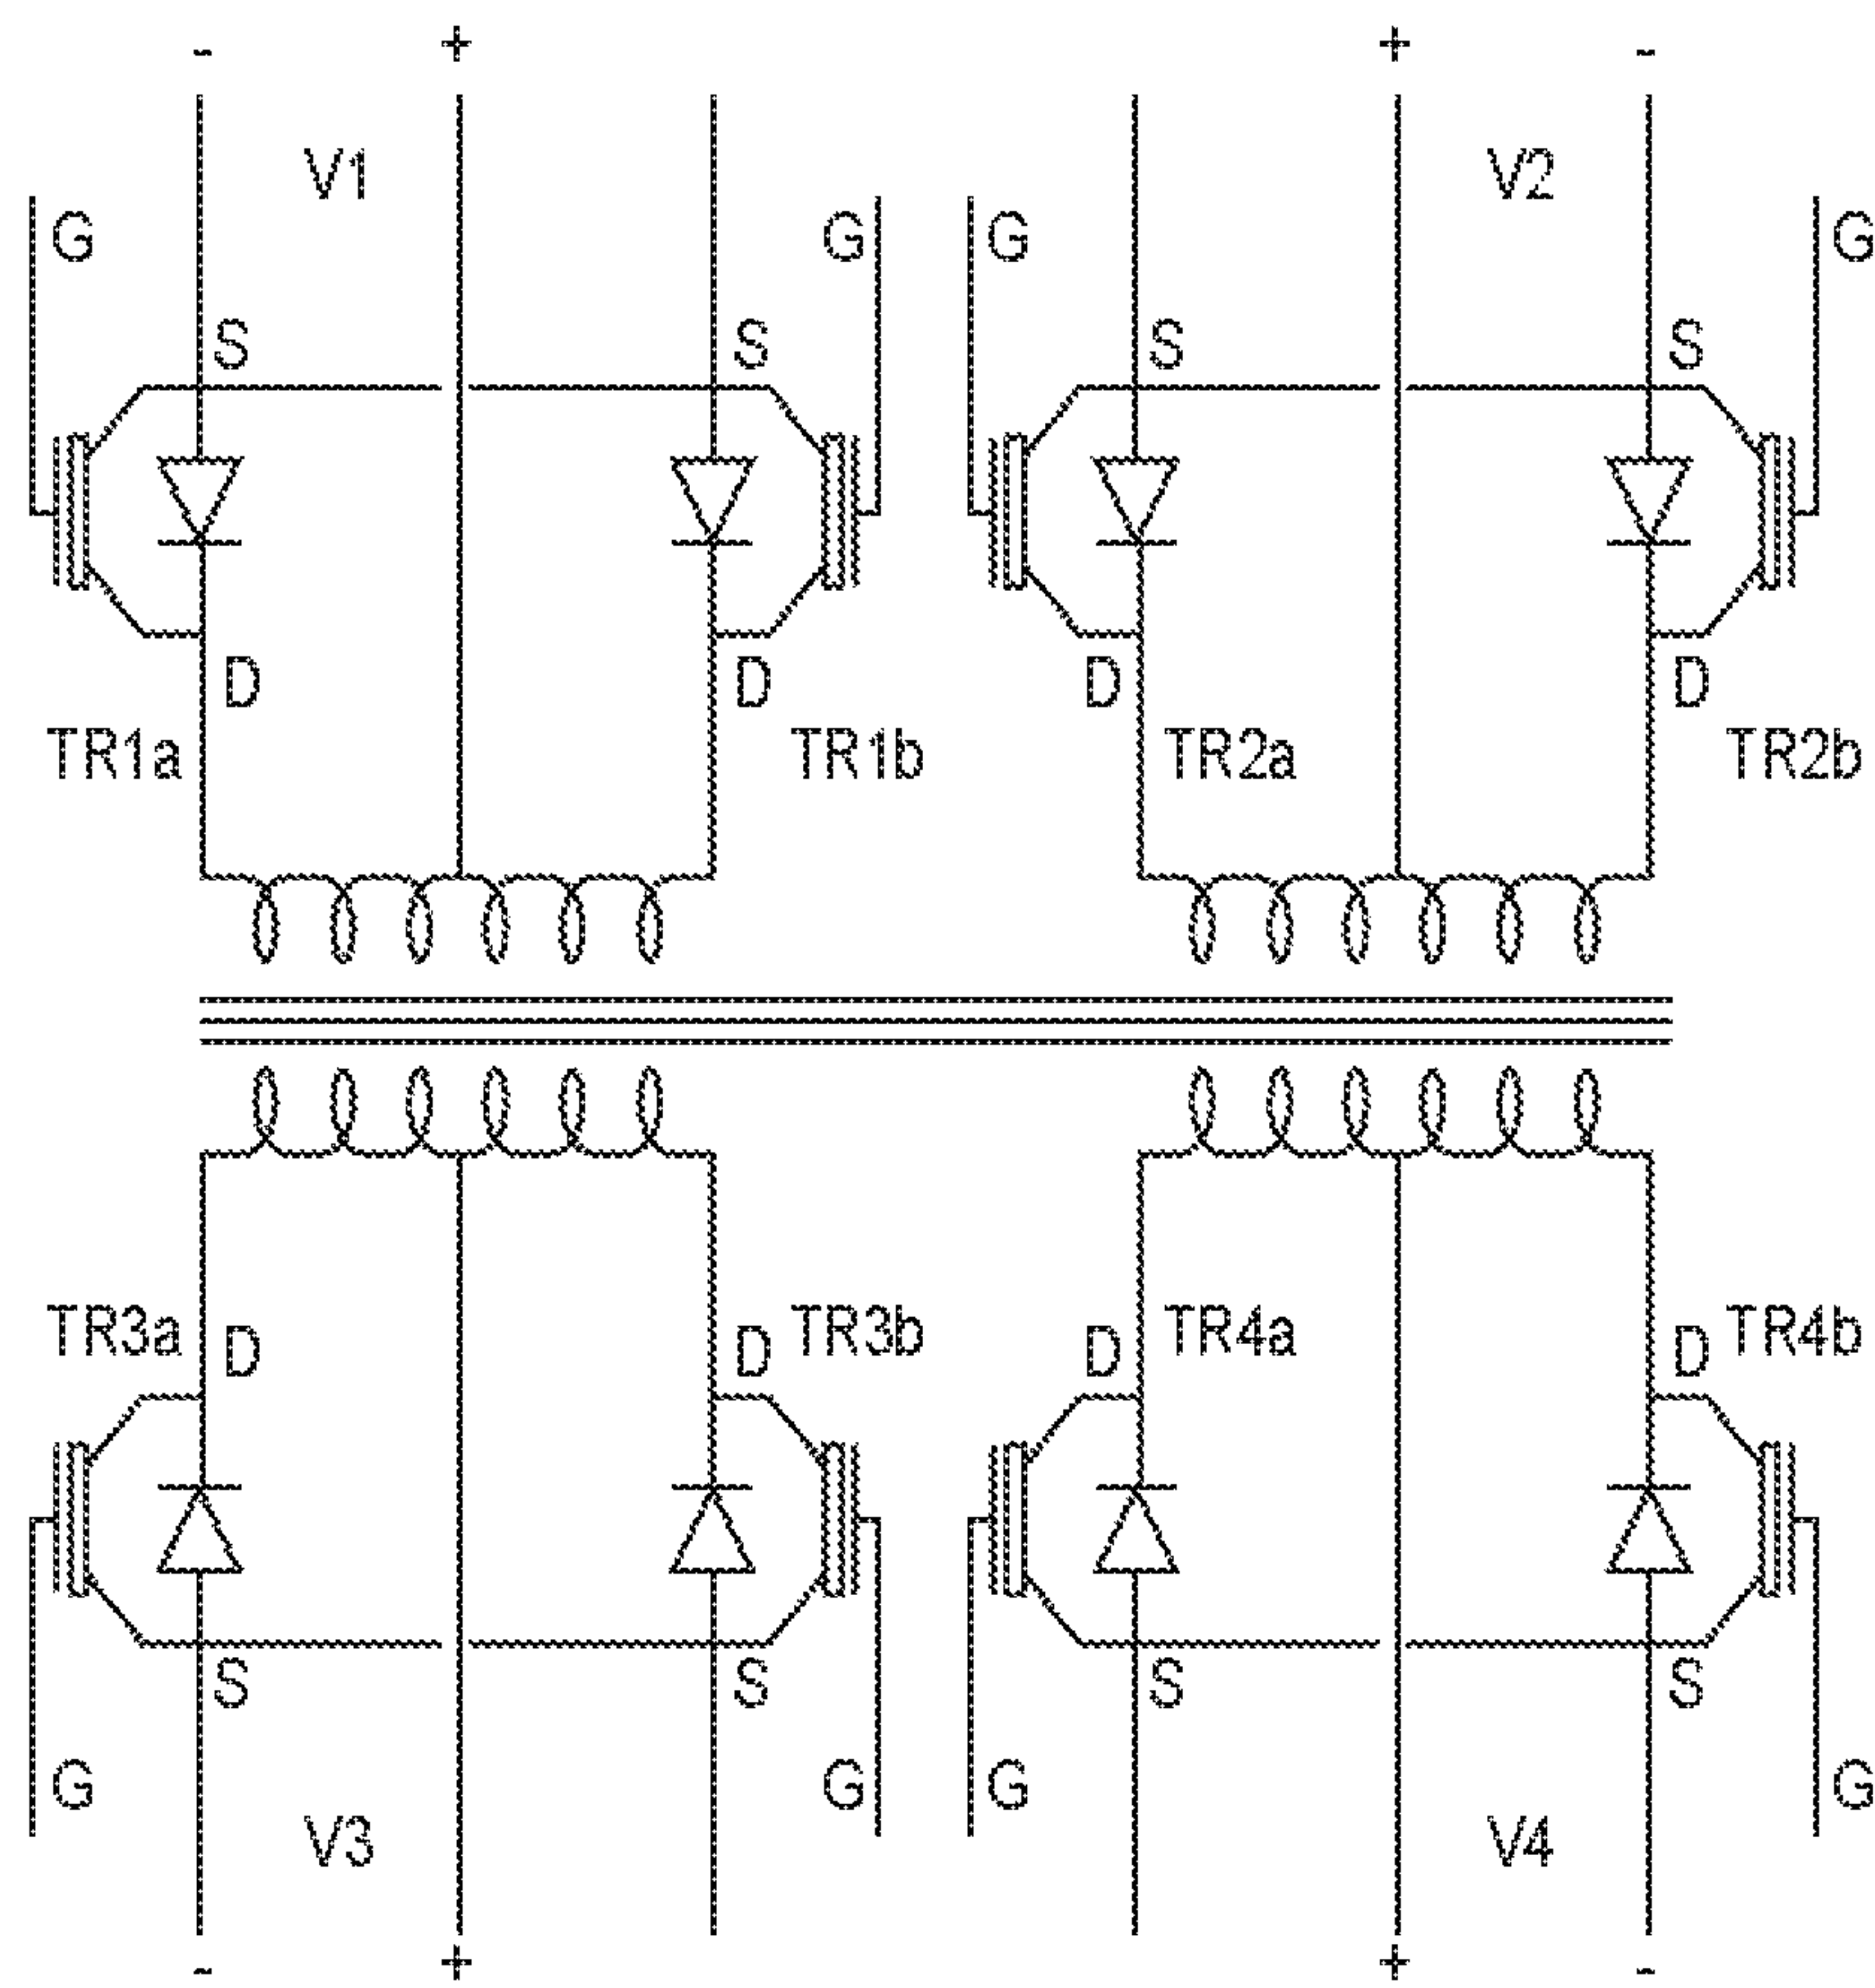 - + + -
V1 V2
G G G G
S S S S
D D D D
TR1a TR1b TR2a TR2b
TR3a D D TR3b D TR4a D TR4b
S S S S
G G G G
V3 V4
- + + -